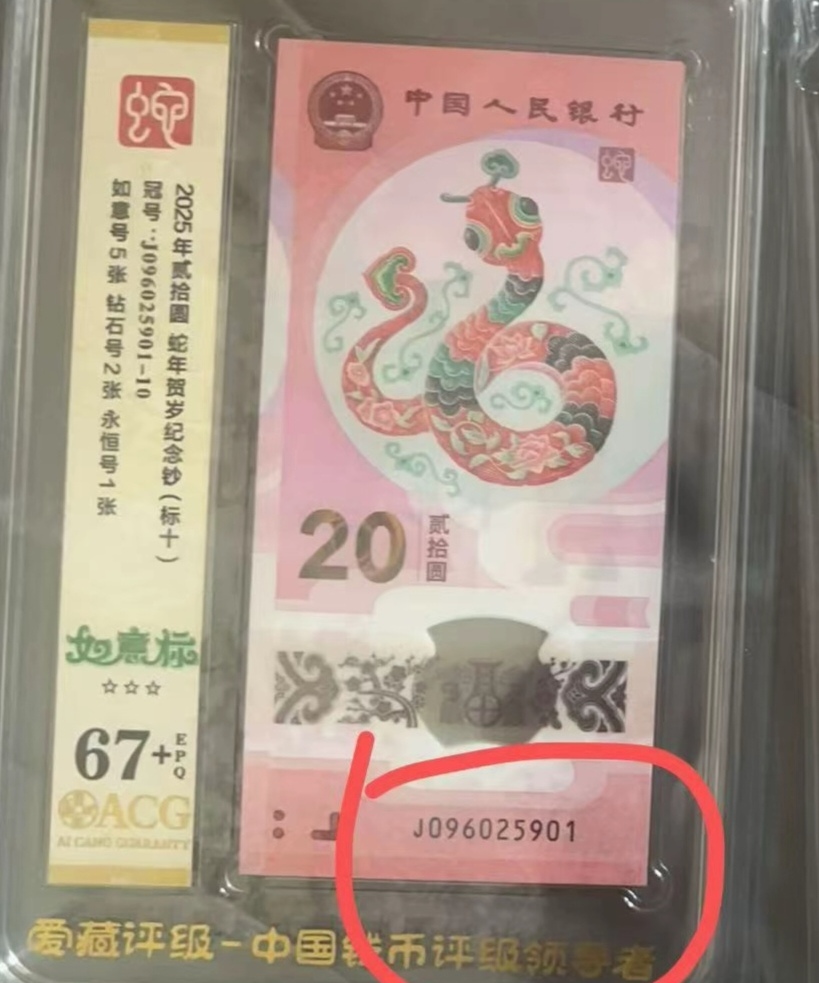 蛇
2025年贰拾圆 蛇年贺岁纪念钞(标十)
冠号:J096025901-10
如意号5张 钻石号2张 永恒号1张
如意标
☆☆☆
67+EPQ
ACG
AI CANG GUARANTY
中国人民银行
蛇
20 贰拾圆
J096025901
爱藏评级-中国钱币评级领导者